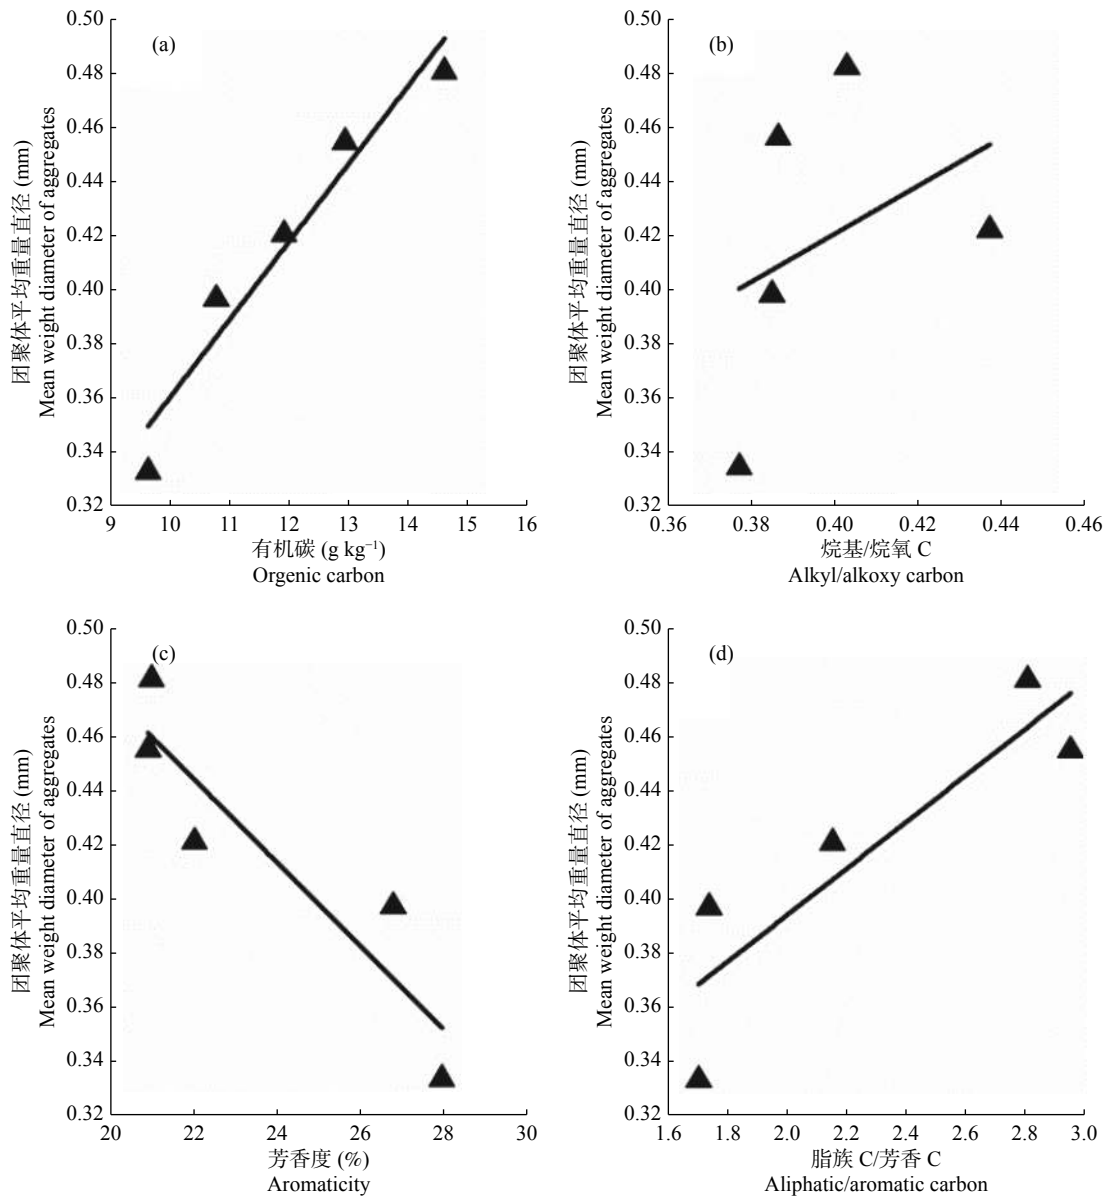 (a)
0.50
0.48
0.46
0.44
0.42
0.40
0.38
0.36
0.34
0.32
团聚体平均重量直径 (mm)
Mean weight diameter of aggregates
9 10 11 12 13 14 15 16
有机碳 (g kg⁻¹)
Orgenic carbon
(b)
0.50
0.48
0.46
0.44
0.42
0.40
0.38
0.36
0.34
0.32
团聚体平均重量直径 (mm)
Mean weight diameter of aggregates
0.36 0.38 0.40 0.42 0.44 0.46
烷基/烷氧 C
Alkyl/alkoxy carbon
(c)
0.50
0.48
0.46
0.44
0.42
0.40
0.38
0.36
0.34
0.32
团聚体平均重量直径 (mm)
Mean weight diameter of aggregates
20 22 24 26 28 30
芳香度 (%)
Aromaticity
(d)
0.50
0.48
0.46
0.44
0.42
0.40
0.38
0.36
0.34
0.32
团聚体平均重量直径 (mm)
Mean weight diameter of aggregates
1.6 1.8 2.0 2.2 2.4 2.6 2.8 3.0
脂族 C/芳香 C
Aliphatic/aromatic carbon